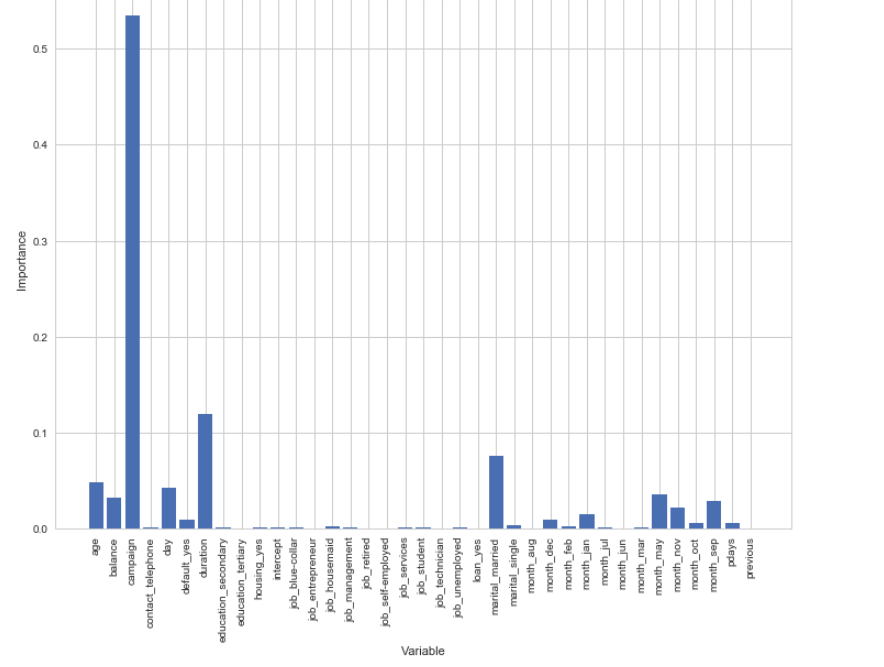 0.5
0.4
0.3
0.2
0.1
0.0
Importance
age
balance
campaign
contact_telephone
day
default_yes
duration
education_secondary
education_tertiary
housing_yes
intercept
job_blue-collar
job_entrepreneur
job_housemaid
job_management
job_retired
job_self-employed
job_services
job_student
job_technician
job_unemployed
loan_yes
marital_married
marital_single
month_aug
month_dec
month_feb
month_jan
month_jul
month_jun
month_mar
month_may
month_nov
month_oct
month_sep
pdays
previous
Variable